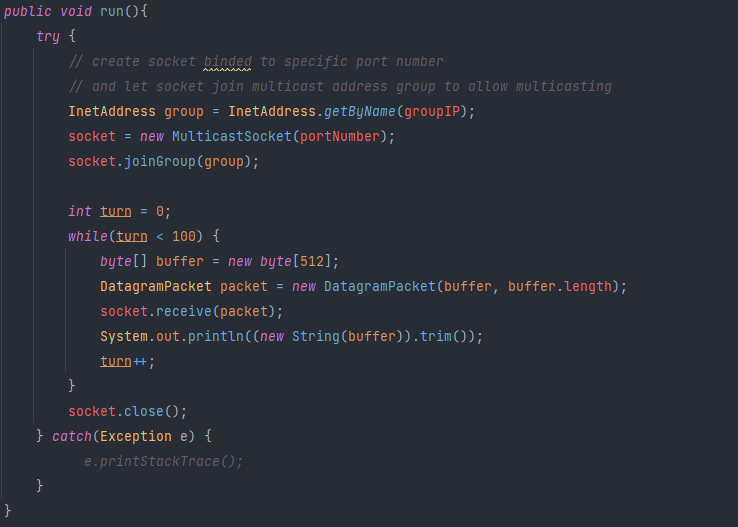 public void run(){
try {
// create socket binded to specific port number
// and let socket join multicast address group to allow multicasting
InetAddress group = InetAddress.getByName(groupIP);
socket = new MulticastSocket(portNumber);
socket.joinGroup(group);
int turn = 0;
while(turn < 100) {
byte[] buffer = new byte[512];
DatagramPacket packet = new DatagramPacket(buffer, buffer.length);
socket.receive(packet);
System.out.println((new String(buffer)).trim());
turn++;
}
socket.close();
} catch(Exception e) {
e.printStackTrace();
}
}